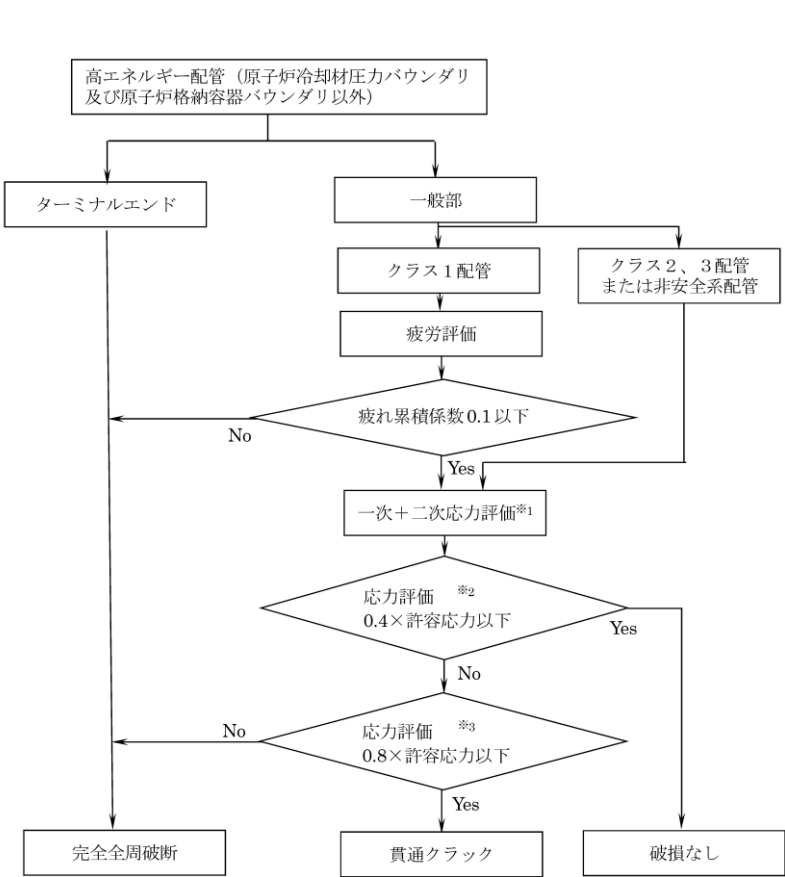 高エネルギー配管（原子炉冷却材圧力バウンダリ
及び原子炉格納容器バウンダリ以外）
ターミナルエンド
一般部
クラス１配管
クラス２、３配管
または非安全系配管
疲労評価
疲れ累積係数0.1以下
No
Yes
一次＋二次応力評価※1
応力評価　※2
0.4×許容応力以下
Yes
No
応力評価　※3
0.8×許容応力以下
No
Yes
完全全周破断
貫通クラック
破損なし